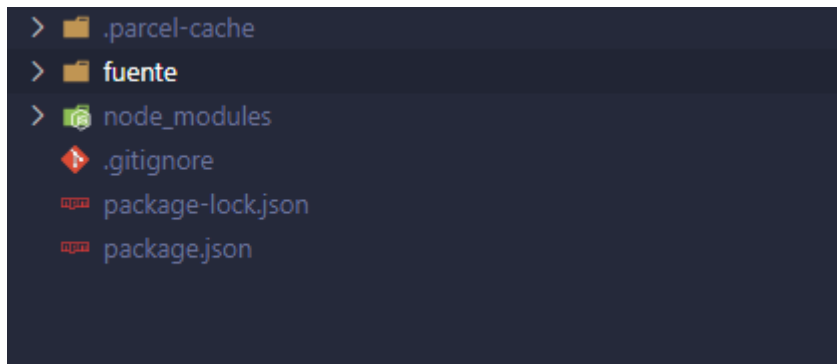 .parcel-cache
fuente
node_modules
.gitignore
package-lock.json
package.json